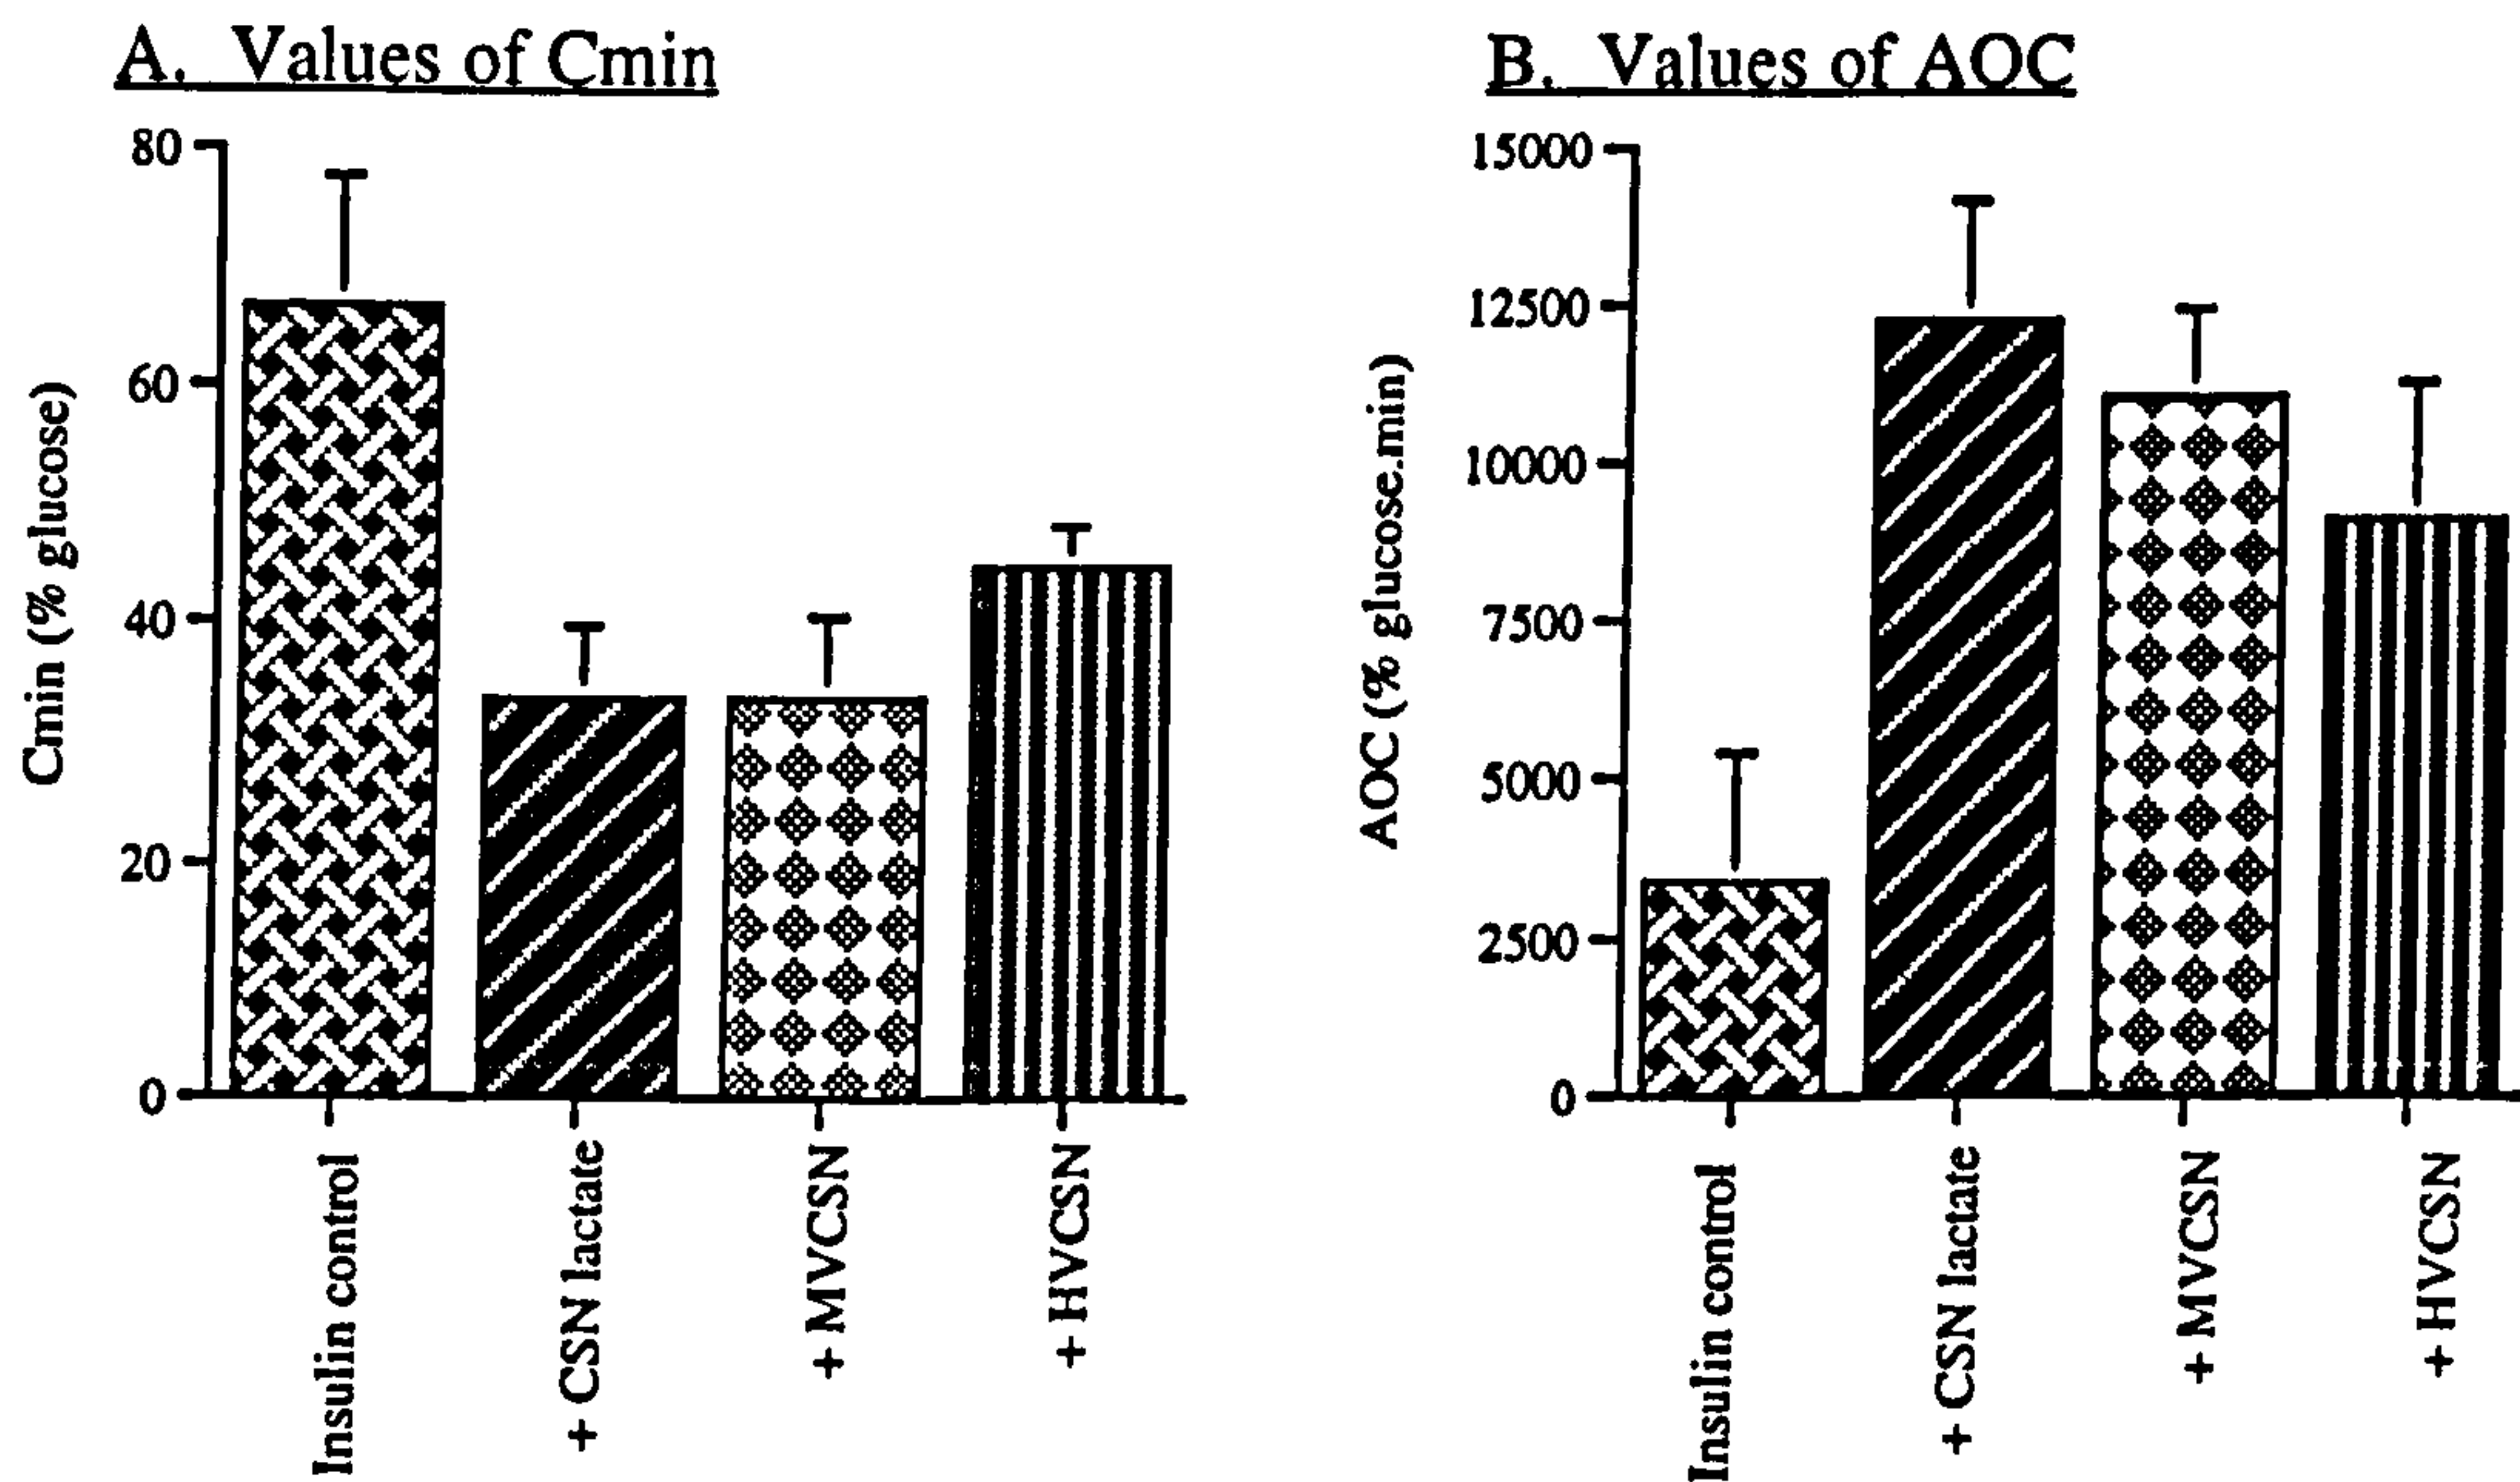 A. Values of Cmin
80
60
40
20
0
Cmin (% glucose)
Insulin control
+ CSN lactate
+ MVCSN
+ HVCSN
B. Values of AOC
15000
12500
10000
7500
5000
2500
0
AOC (% glucose.min)
Insulin control
+ CSN lactate
+ MVCSN
+ HVCSN